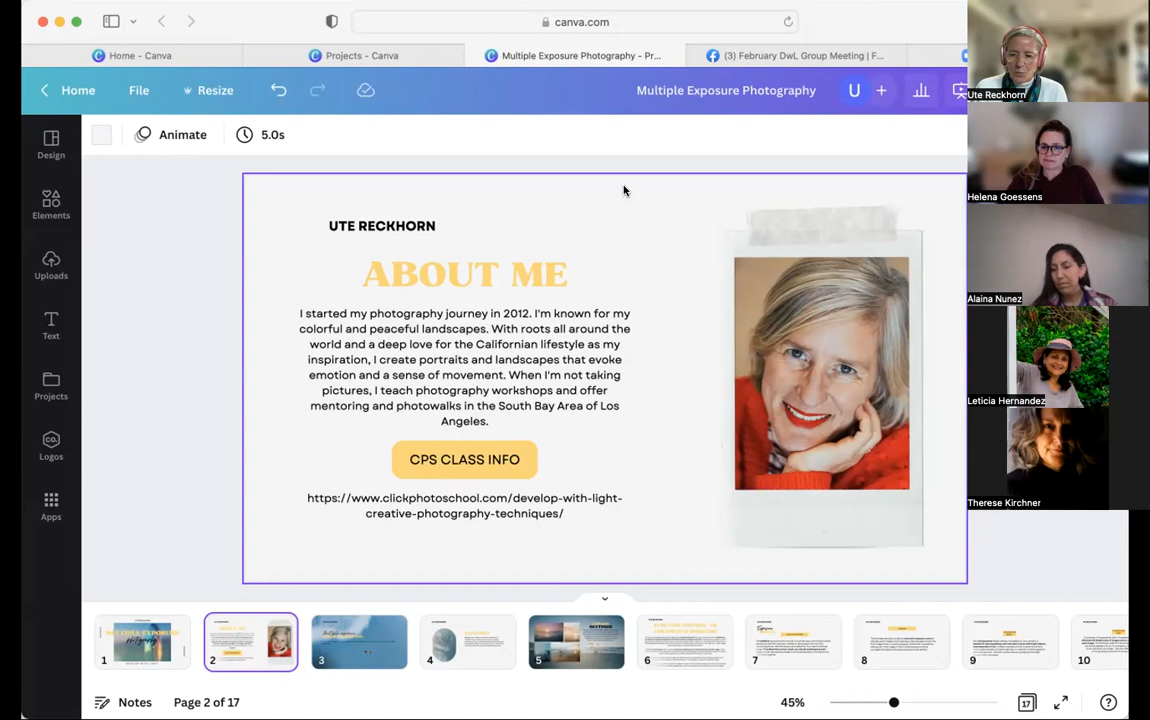 canva.com
Home - Canva
Projects - Canva
Multiple Exposure Photography - Pr...
(3) February DwL Group Meeting | F...
Home
File
Resize
Multiple Exposure Photography
U
+
Design
Elements
Uploads
Text
Projects
CO.
Logos
Apps
Animate
5.0s
UTE RECKHORN
ABOUT ME
I started my photography journey in 2012. I'm known for my
colorful and peaceful landscapes. With roots all around the
world and a deep love for the Californian lifestyle as my
inspiration, I create portraits and landscapes that evoke
emotion and a sense of movement. When I'm not taking
pictures, I teach photography workshops and offer
mentoring and photowalks in the South Bay Area of Los
Angeles.
CPS CLASS INFO
https://www.clickphotoschool.com/develop-with-light-
creative-photography-techniques/
Ute Reckhorn
Helena Goessens
Alaina Nunez
Leticia Hernandez
Therese Kirchner
1
2
3
4
5
6
7
8
9
10
Notes
Page 2 of 17
45%
17
?